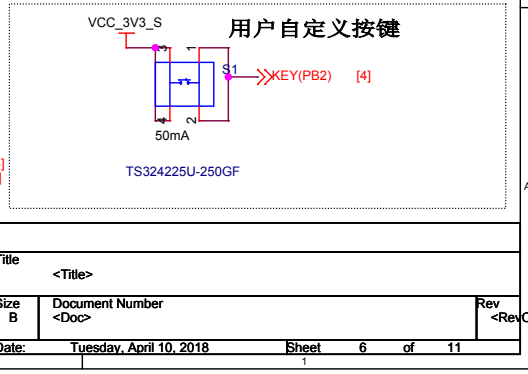 VCC_3V3_S
用户自定义按键
3
1
S1
KEY(PB2) [4]
4
2
50mA
TS324225U-250GF
]
A
Title
<Title>
Size
B
Document Number
<Doc>
Rev
<RevC
Date: Tuesday, April 10, 2018 Sheet 6 of 11
1